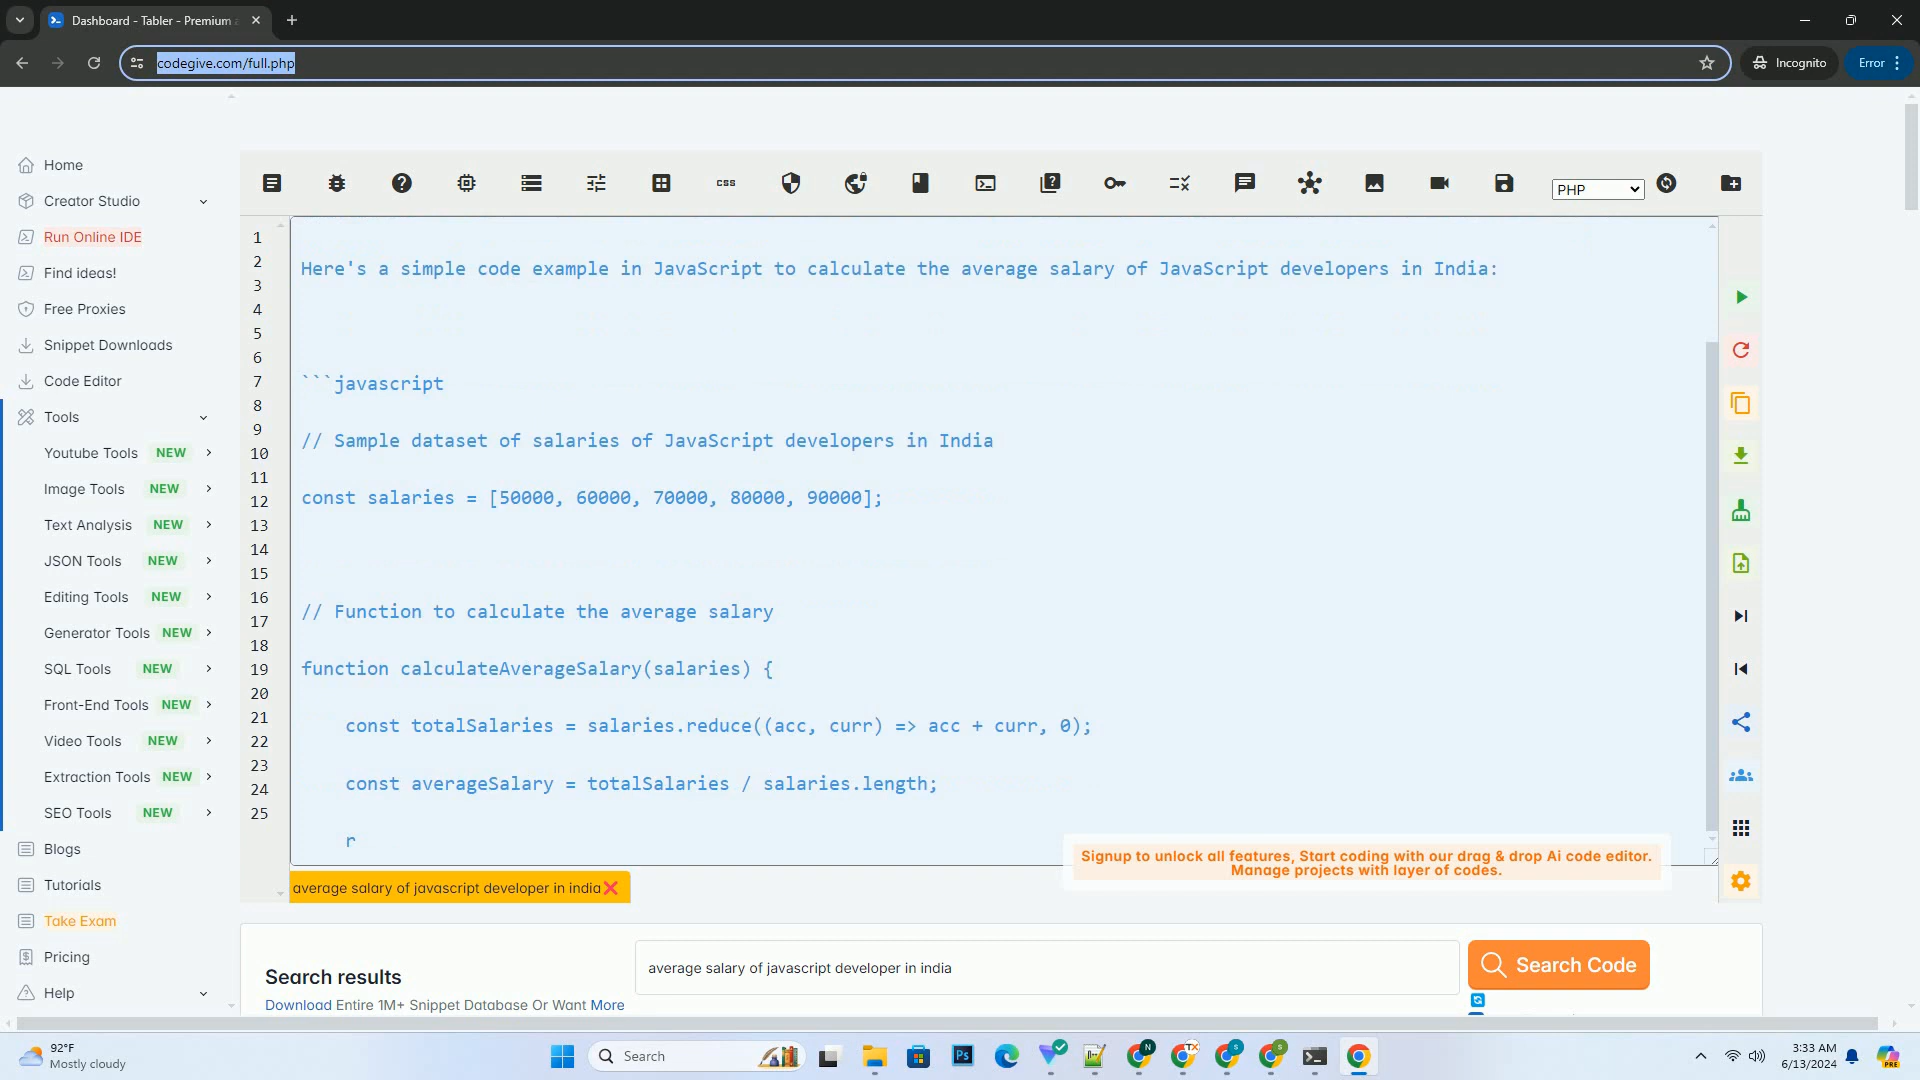 Dashboard - Tabler - Premium
codegive.com/full.php
Incognito
Error
Home
Creator Studio
Run Online IDE
Find ideas!
Free Proxies
Snippet Downloads
Code Editor
Tools
Youtube Tools NEW
Image Tools NEW
Text Analysis NEW
JSON Tools NEW
Editing Tools NEW
Generator Tools NEW
SQL Tools NEW
Front-End Tools NEW
Video Tools NEW
Extraction Tools NEW
SEO Tools NEW
Blogs
Tutorials
Take Exam
Pricing
Help
css
PHP
1
2
3
4
5
6
7
8
9
10
11
12
13
14
15
16
17
18
19
20
21
22
23
24
25
Here's a simple code example in JavaScript to calculate the average salary of JavaScript developers in India:
```javascript
// Sample dataset of salaries of JavaScript developers in India
const salaries = [50000, 60000, 70000, 80000, 90000];
// Function to calculate the average salary
function calculateAverageSalary(salaries) {
const totalSalaries = salaries.reduce((acc, curr) => acc + curr, 0);
const averageSalary = totalSalaries / salaries.length;
r
Signup to unlock all features, Start coding with our drag & drop Ai code editor.
Manage projects with layer of codes.
average salary of javascript developer in india
Search results
Download Entire 1M+ Snippet Database Or Want More
average salary of javascript developer in india
Search Code
92°F
Mostly cloudy
Search
3:33 AM
6/13/2024